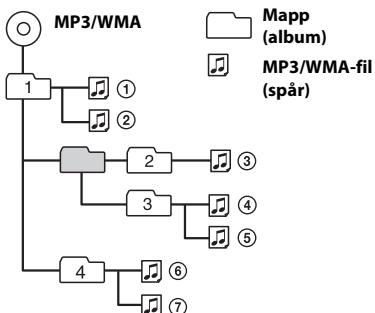 MP3/WMA
Mapp
(album)
MP3/WMA-fil
(spår)
1
①
②
2
③
3
④
⑤
4
⑥
⑦